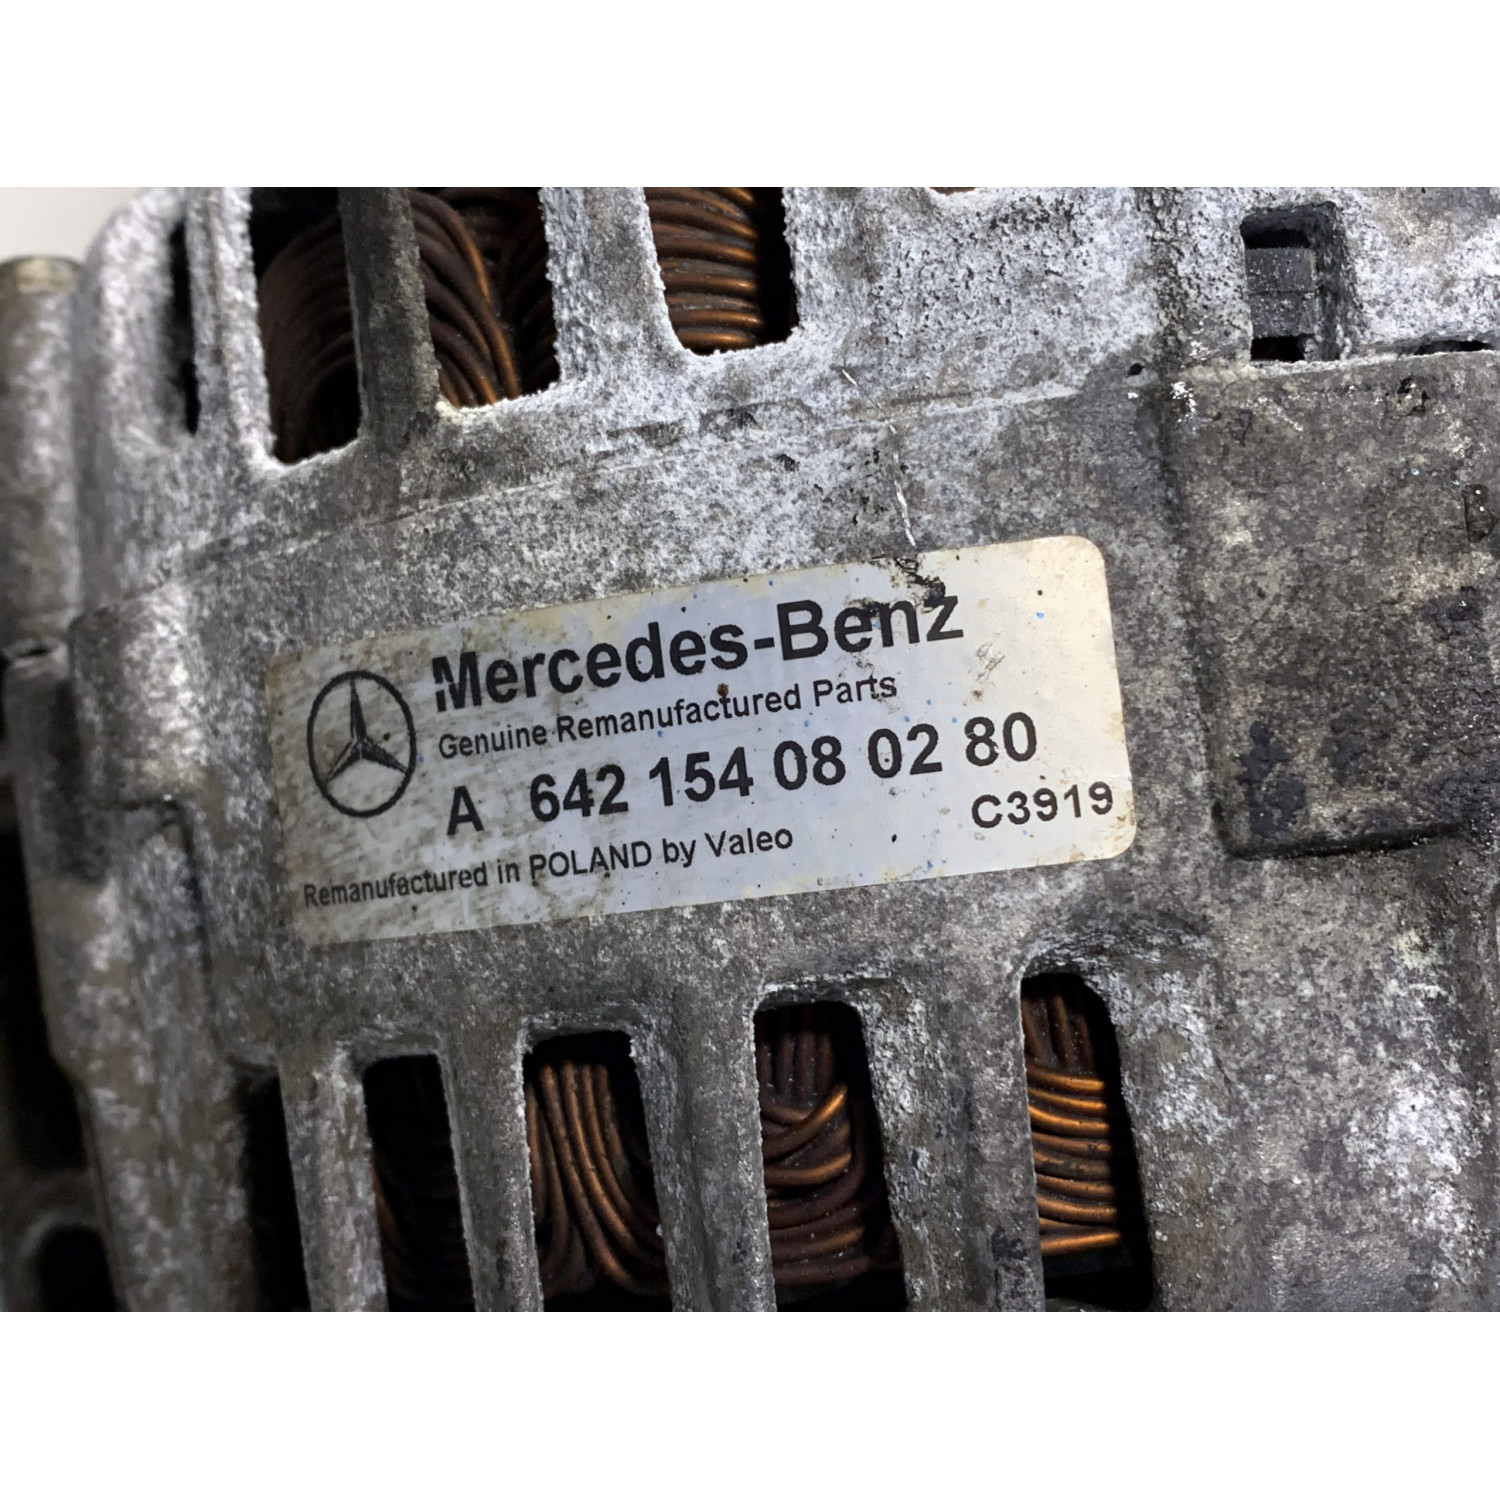 Mercedes-Benz
Genuine Remanufactured Parts
A 642 154 08 02 80
C3919
Remanufactured in POLAND by Valeo